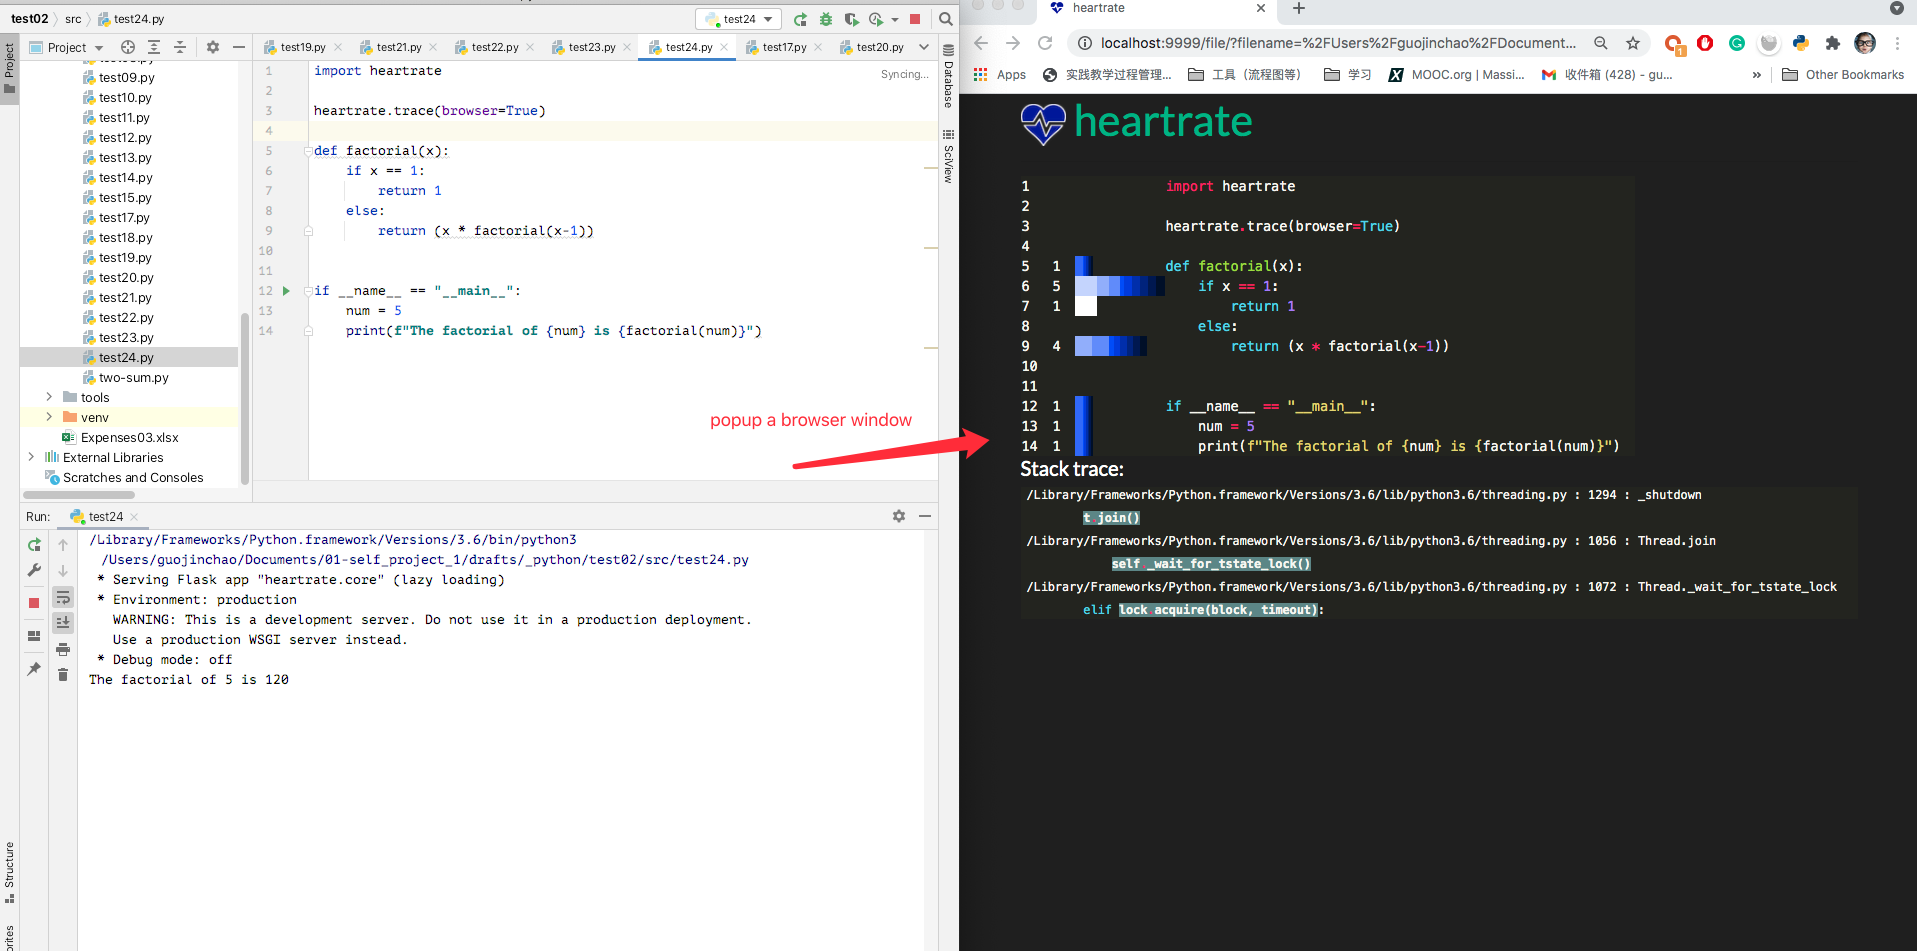 test02 src test24.py
test24
Project
test09.py
test10.py
test11.py
test12.py
test13.py
test14.py
test15.py
test17.py
test18.py
test19.py
test20.py
test21.py
test22.py
test23.py
test24.py
two-sum.py
tools
venv
Expenses03.xlsx
External Libraries
Scratches and Consoles
Project
Structure
test19.py test21.py test22.py test23.py test24.py test17.py test20.py
Syncing...
Database
SciView
1 import heartrate
2
3 heartrate.trace(browser=True)
4
5 def factorial(x):
6 if x == 1:
7 return 1
8 else:
9 return (x * factorial(x-1))
10
11
12 if __name__ == "__main__":
13 num = 5
14 print(f"The factorial of {num} is {factorial(num)}")
popup a browser window
Run: test24
/Library/Frameworks/Python.framework/Versions/3.6/bin/python3
/Users/guojinchao/Documents/01-self_project_1/drafts/_python/test02/src/test24.py
* Serving Flask app "heartrate.core" (lazy loading)
* Environment: production
WARNING: This is a development server. Do not use it in a production deployment.
Use a production WSGI server instead.
* Debug mode: off
The factorial of 5 is 120
heartrate
localhost:9999/file/?filename=%2FUsers%2Fguojinchao%2FDocument...
1
Apps 实践教学过程管理... 工具（流程图等） 学习 MOOC.org | Massi... 收件箱 (428) - gu... » Other Bookmarks
heartrate
1 import heartrate
2
3 heartrate.trace(browser=True)
4
5 1 def factorial(x):
6 5 if x == 1:
7 1 return 1
8 else:
9 4 return (x * factorial(x-1))
10
11
12 1 if __name__ == "__main__":
13 1 num = 5
14 1 print(f"The factorial of {num} is {factorial(num)}")
Stack trace:
/Library/Frameworks/Python.framework/Versions/3.6/lib/python3.6/threading.py : 1294 : _shutdown
t.join()
/Library/Frameworks/Python.framework/Versions/3.6/lib/python3.6/threading.py : 1056 : Thread.join
self._wait_for_tstate_lock()
/Library/Frameworks/Python.framework/Versions/3.6/lib/python3.6/threading.py : 1072 : Thread._wait_for_tstate_lock
elif lock.acquire(block, timeout):